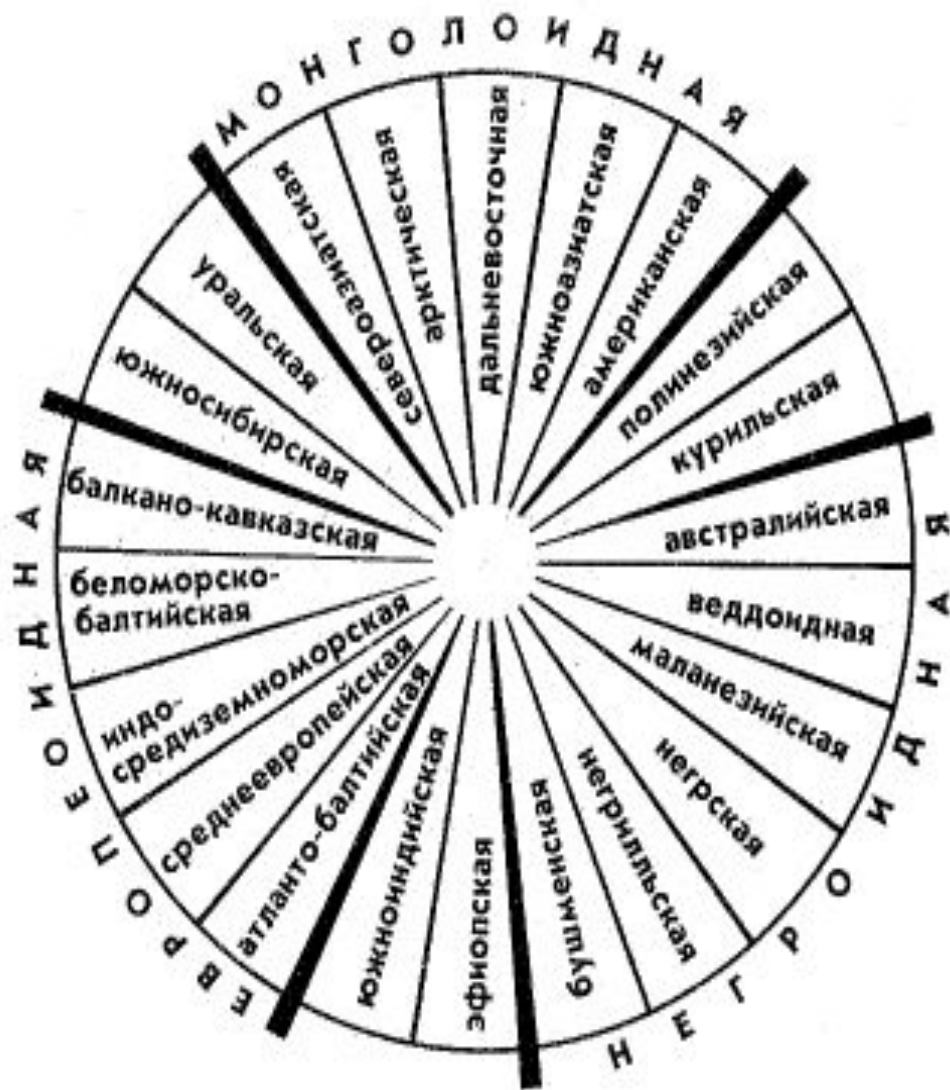 МОНГОЛОИДНАЯ
североазиатская
арктическая
дальневосточная
южноазиатская
американская
полинезийская
курильская
НЕГРОИДНАЯ
австралийская
веддоидная
маланезийская
негрская
негрилльская
бушменская
эфиопская
южноиндийская
ЕВРОПЕОИДНАЯ
атланто-балтийская
среднеевропейская
индо-
средиземноморская
беломорско-
балтийская
балкано-кавказская
южносибирская
уральская